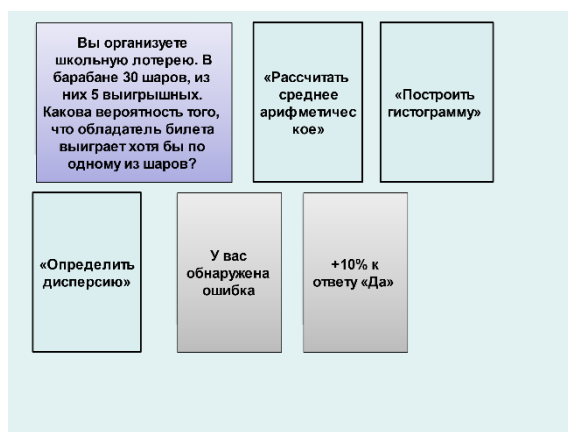 Вы организуете
школьную лотерею. В
барабане 30 шаров, из
них 5 выигрышных.
Какова вероятность того,
что обладатель билета
выиграет хотя бы по
одному из шаров?
«Рассчитать
среднее
арифметичес
кое»
«Построить
гистограмму»
«Определить
дисперсию»
У вас
обнаружена
ошибка
+10% к
ответу «Да»